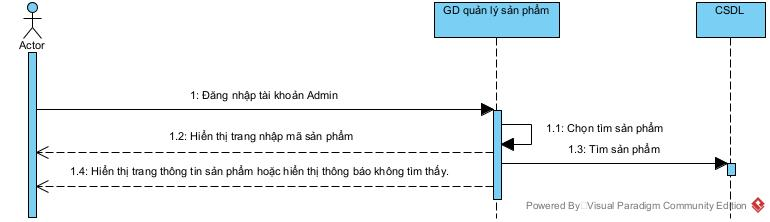 GD quản lý sản phẩm
CSDL
Actor
1: Đăng nhập tài khoản Admin
1.1: Chọn tìm sản phẩm
1.2: Hiển thị trang nhập mã sản phẩm
1.3: Tìm sản phẩm
1.4: Hiển thị trang thông tin sản phẩm hoặc hiển thị thông báo không tìm thấy.
Powered By Visual Paradigm Community Edition